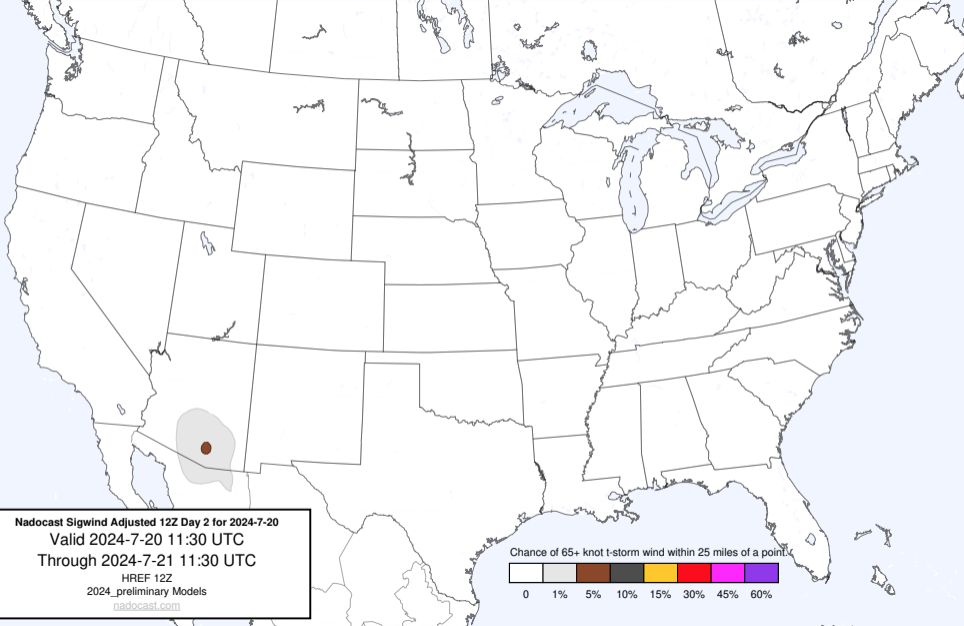 Nadocast Sigwind Adjusted 12Z Day 2 for 2024-7-20
Valid 2024-7-20 11:30 UTC
Through 2024-7-21 11:30 UTC
HREF 12Z
2024_preliminary Models
nadocast.com
Chance of 65+ knot t-storm wind within 25 miles of a point.
0 1% 5% 10% 15% 30% 45% 60%